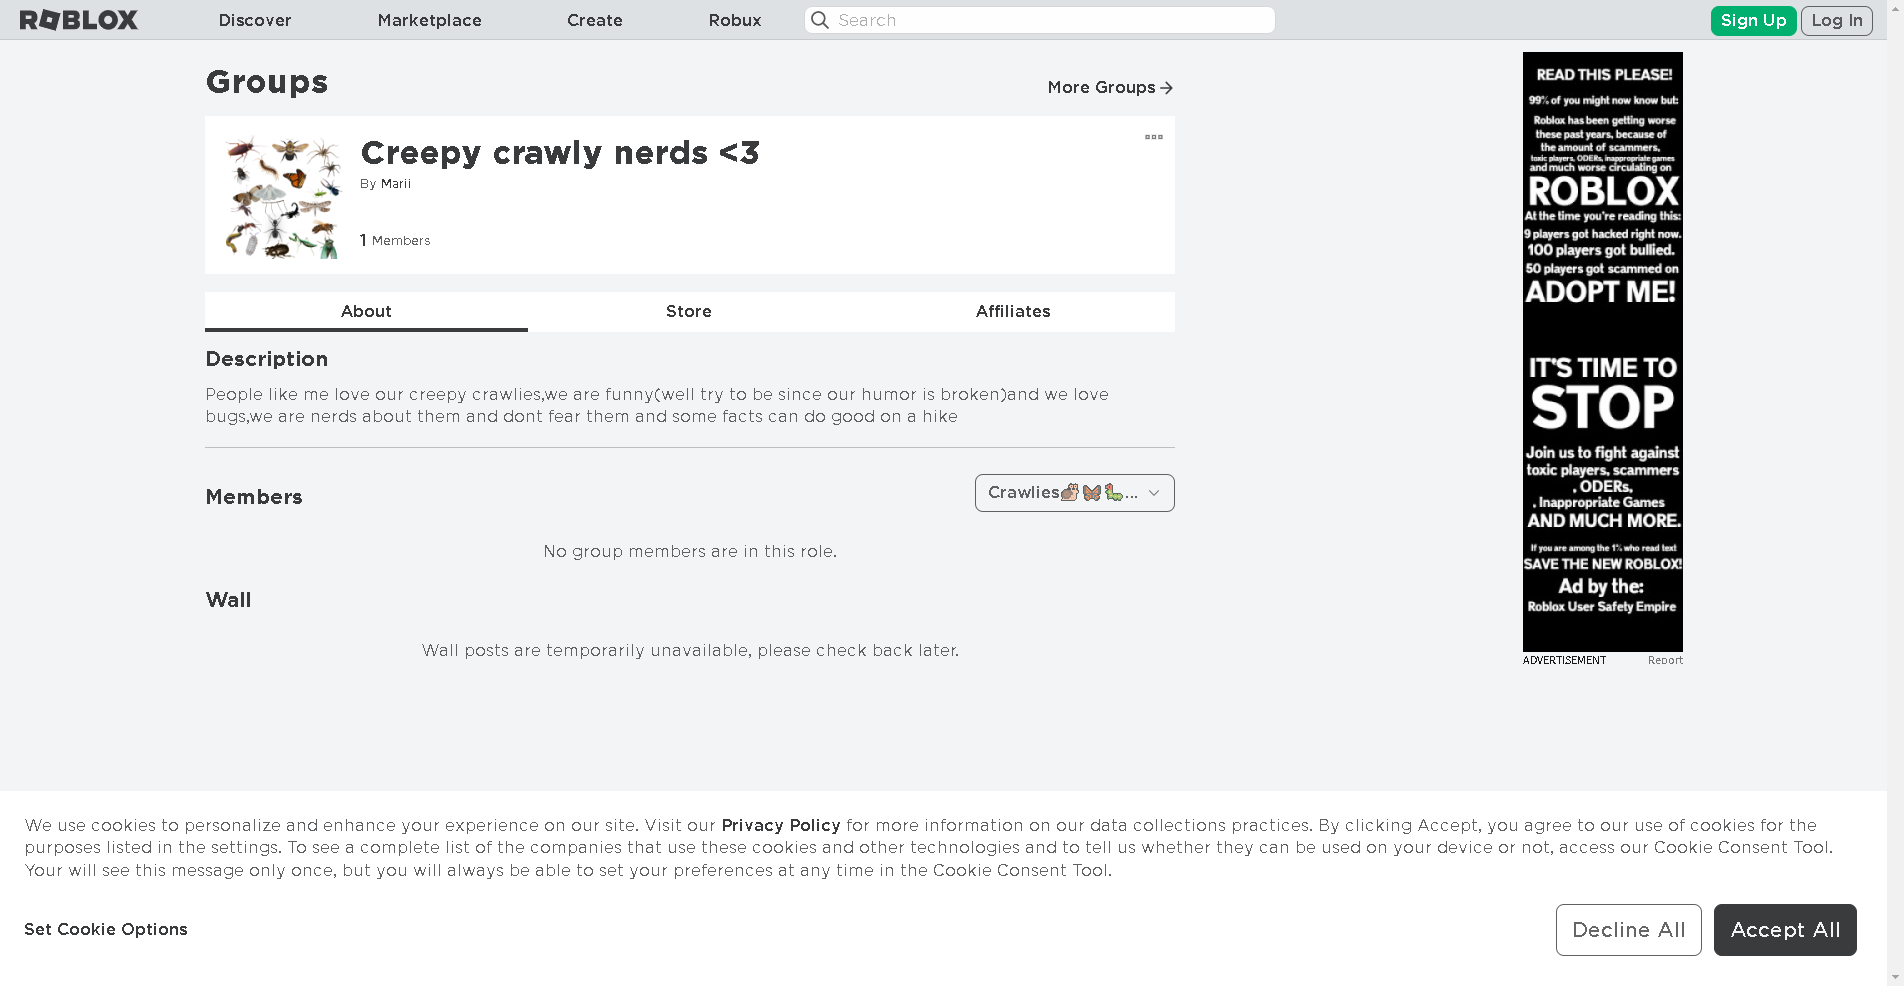 ROBLOX
Discover
Marketplace
Create
Robux
Search
Sign Up
Log In
Groups
More Groups
Creepy crawly nerds <3
By Marii
1 Members
About
Store
Affiliates
Description
People like me love our creepy crawlies,we are funny(well try to be since our humor is broken)and we love
bugs,we are nerds about them and dont fear them and some facts can do good on a hike
Members
Crawlies🐌🦋🐛...
No group members are in this role.
Wall
Wall posts are temporarily unavailable, please check back later.
READ THIS PLEASE!
99% of you might now know but:
Roblox has been getting worse
these past years, because of
the amount of scammers,
toxic players, ODERs, inappropriate games
and much worse circulating on
ROBLOX
At the time you're reading this:
9 players got hacked right now.
100 players got bullied.
50 players got scammed on
ADOPT ME!
IT'S TIME TO
STOP
Join us to fight against
toxic players, scammers
, ODERs,
, Inappropriate Games
AND MUCH MORE.
If you are among the 1% who read text
SAVE THE NEW ROBLOX!
Ad by the:
Roblox User Safety Empire
ADVERTISEMENT
Report
We use cookies to personalize and enhance your experience on our site. Visit our Privacy Policy for more information on our data collections practices. By clicking Accept, you agree to our use of cookies for the
purposes listed in the settings. To see a complete list of the companies that use these cookies and other technologies and to tell us whether they can be used on your device or not, access our Cookie Consent Tool.
Your will see this message only once, but you will always be able to set your preferences at any time in the Cookie Consent Tool.
Set Cookie Options
Decline All
Accept All